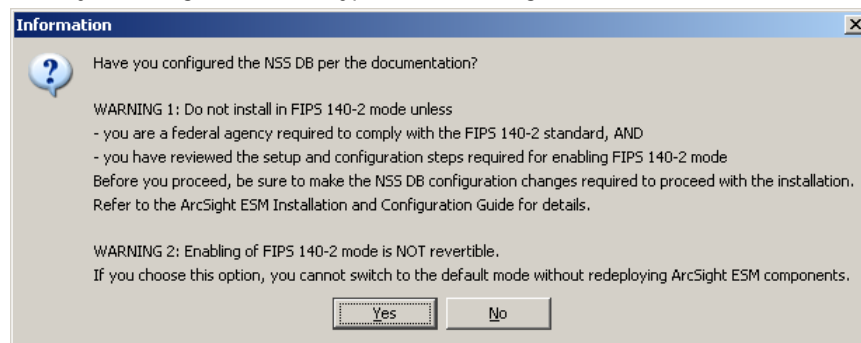 Information
Have you configured the NSS DB per the documentation?
WARNING 1: Do not install in FIPS 140-2 mode unless
- you are a federal agency required to comply with the FIPS 140-2 standard, AND
- you have reviewed the setup and configuration steps required for enabling FIPS 140-2 mode
Before you proceed, be sure to make the NSS DB configuration changes required to proceed with the installation.
Refer to the ArcSight ESM Installation and Configuration Guide for details.
WARNING 2: Enabling of FIPS 140-2 mode is NOT revertible.
If you choose this option, you cannot switch to the default mode without redeploying ArcSight ESM components.
Yes No